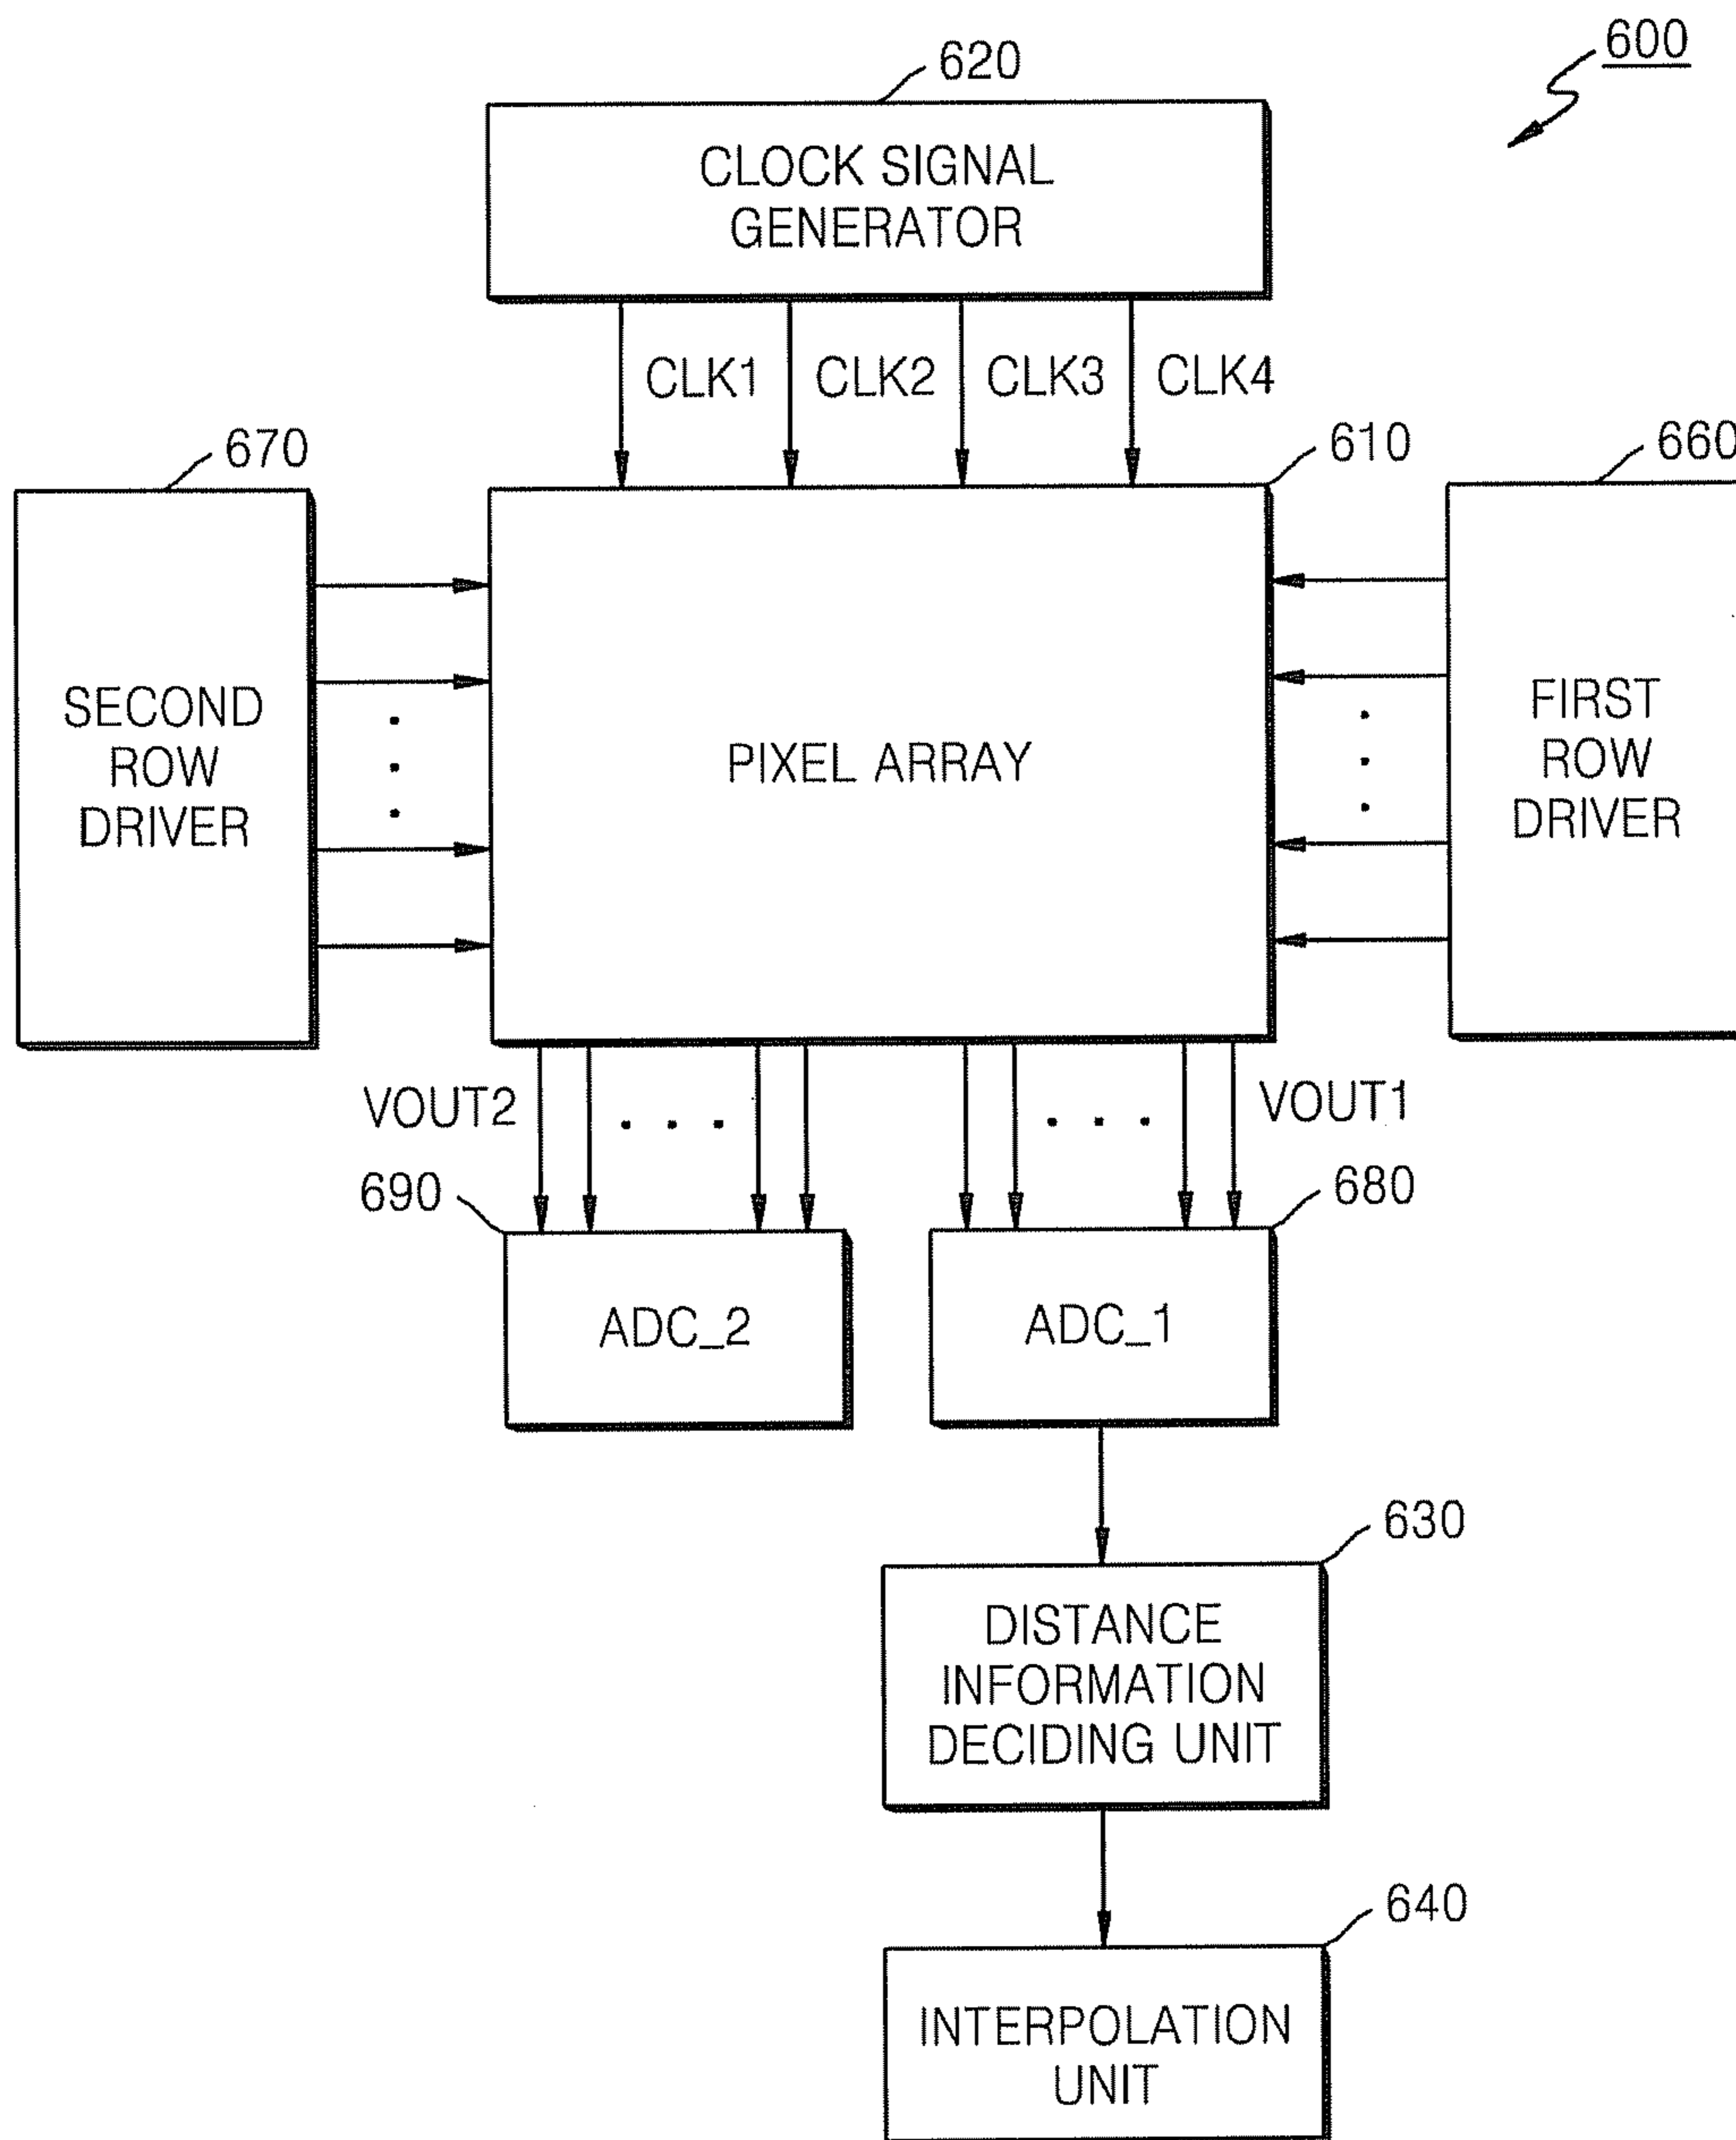 600
620
CLOCK SIGNAL
GENERATOR
CLK1 CLK2 CLK3 CLK4
670
610
660
SECOND
ROW
DRIVER
PIXEL ARRAY
FIRST
ROW
DRIVER
VOUT2
VOUT1
690
680
ADC_2
ADC_1
630
DISTANCE
INFORMATION
DECIDING UNIT
640
INTERPOLATION
UNIT